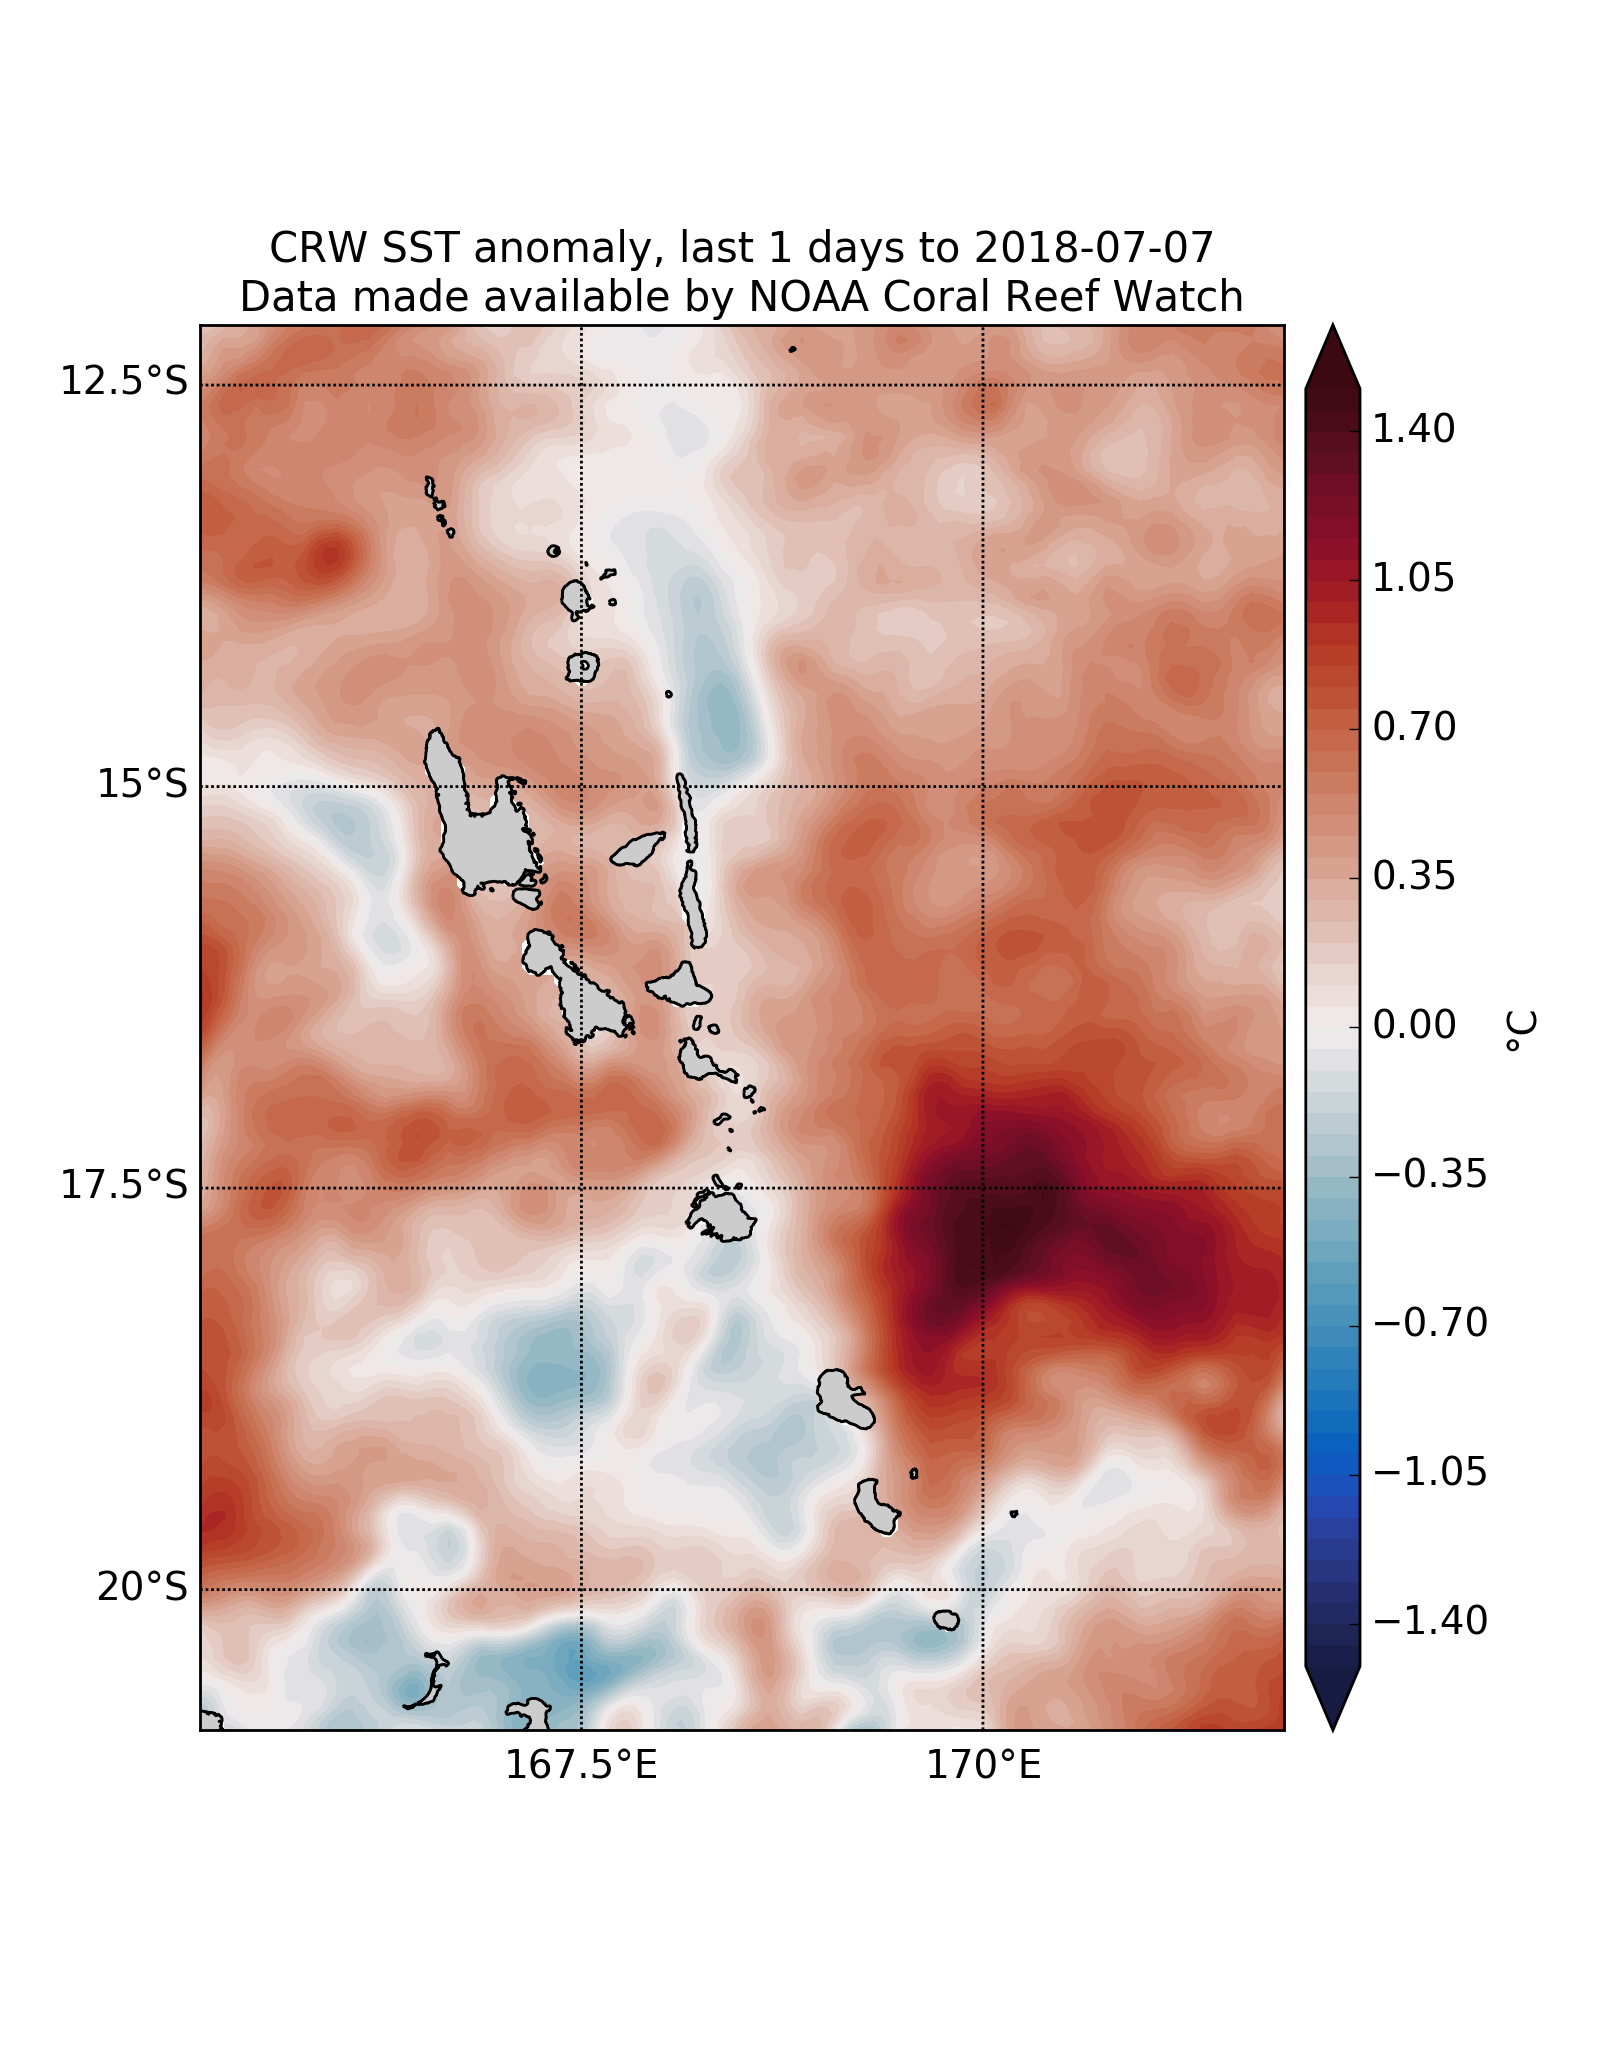 CRW SST anomaly, last 1 days to 2018-07-07
Data made available by NOAA Coral Reef Watch
12.5°S
15°S
17.5°S
20°S
167.5°E
170°E
1.40
1.05
0.70
0.35
0.00
−0.35
−0.70
−1.05
−1.40
°C